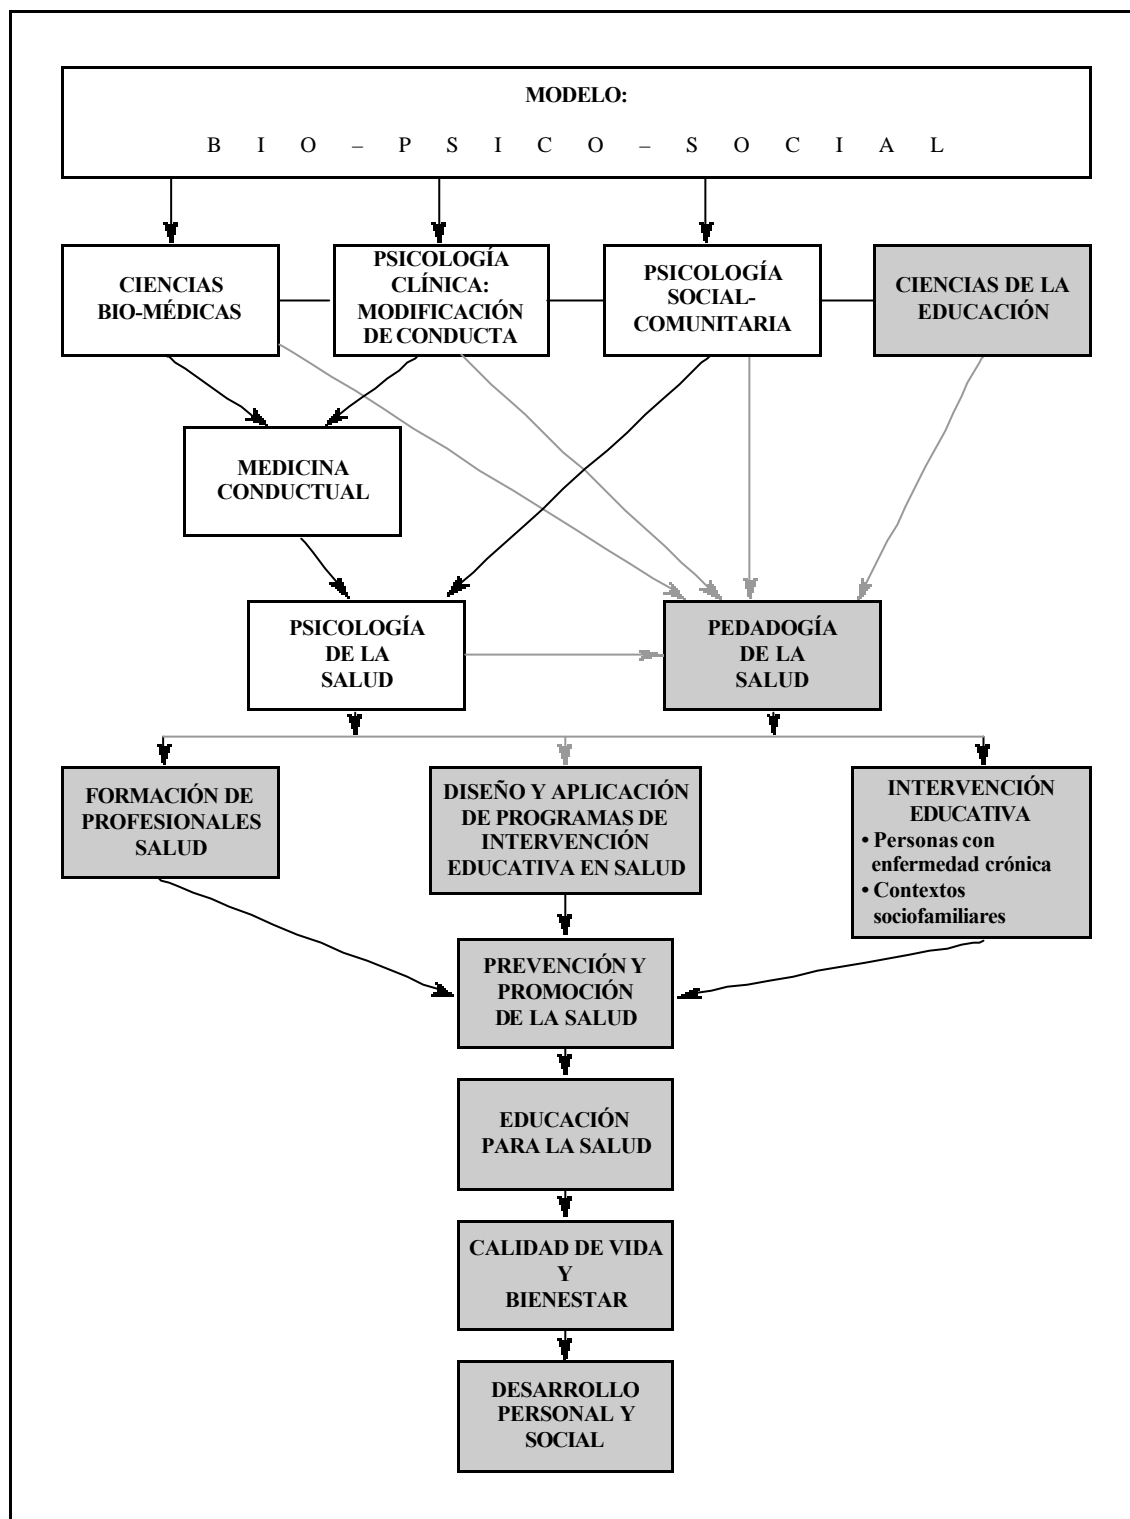 MODELO:
B I O – P S I C O – S O C I A L
CIENCIAS
BIO-MÉDICAS
PSICOLOGÍA
CLÍNICA:
MODIFICACIÓN
DE CONDUCTA
PSICOLOGÍA
SOCIAL-
COMUNITARIA
CIENCIAS DE LA
EDUCACIÓN
MEDICINA
CONDUCTUAL
PSICOLOGÍA
DE LA
SALUD
PEDADOGÍA
DE LA
SALUD
FORMACIÓN DE
PROFESIONALES
SALUD
DISEÑO Y APLICACIÓN
DE PROGRAMAS DE
INTERVENCIÓN
EDUCATIVA EN SALUD
INTERVENCIÓN
EDUCATIVA
• Personas con
enfermedad crónica
• Contextos
sociofamiliares
PREVENCIÓN Y
PROMOCIÓN
DE LA SALUD
EDUCACIÓN
PARA LA SALUD
CALIDAD DE VIDA
Y
BIENESTAR
DESARROLLO
PERSONAL Y
SOCIAL